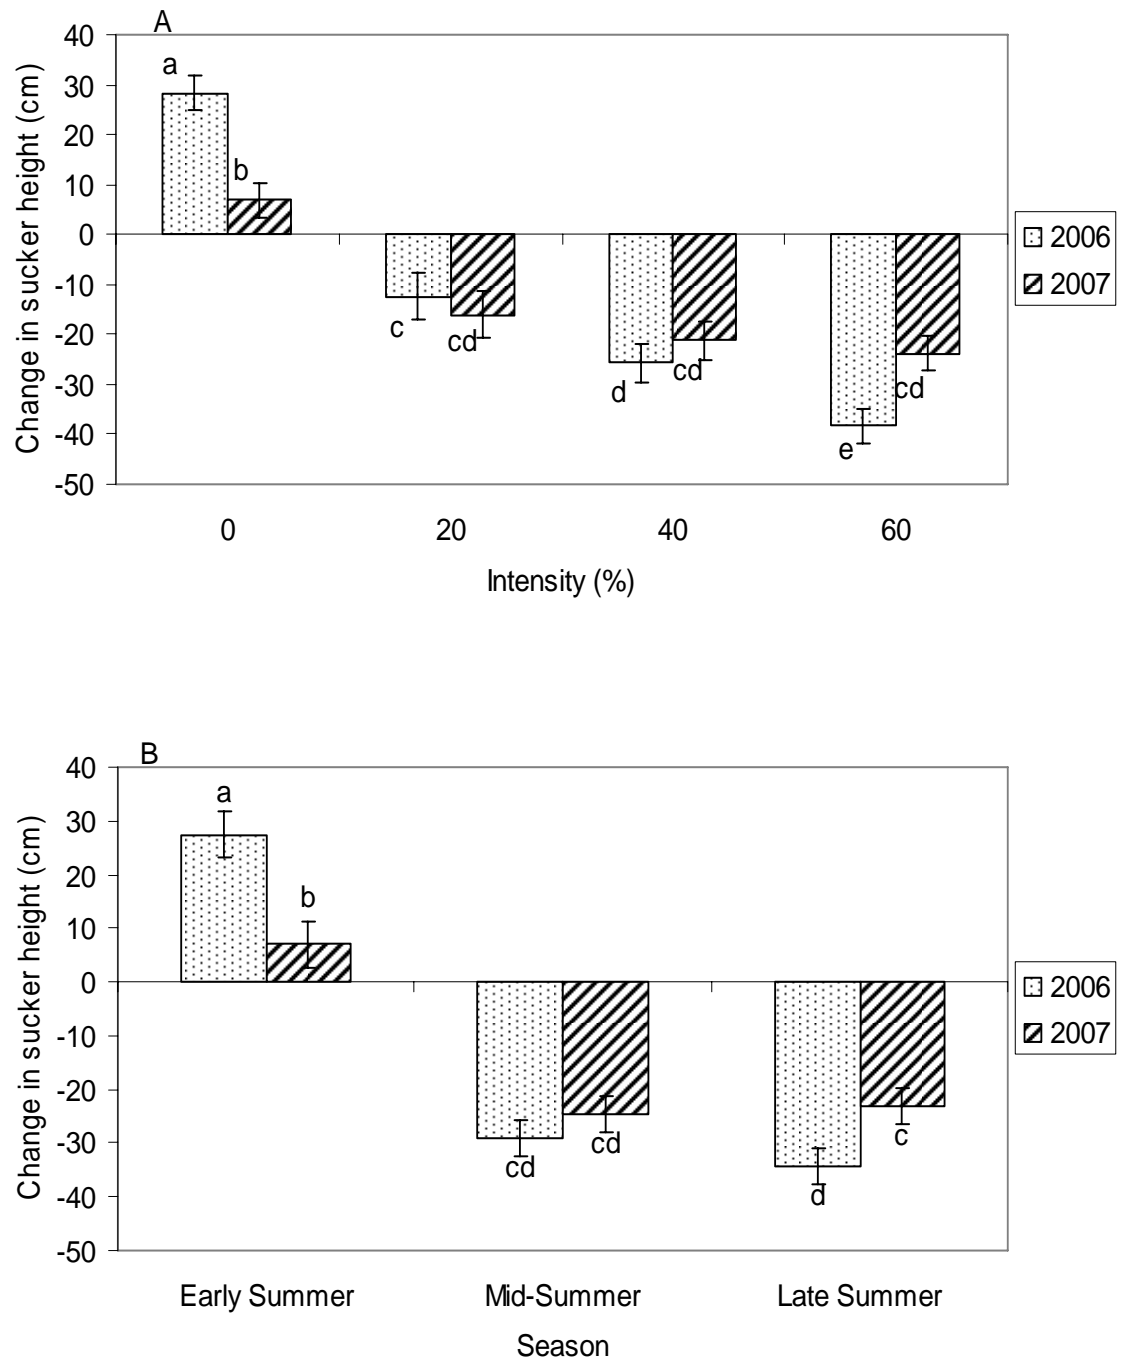 A
Change in sucker height (cm)
40
30
20
10
0
-10
-20
-30
-40
-50
a
b
c
cd
d
cd
e
cd
0 20 40 60
Intensity (%)
2006
2007
B
Change in sucker height (cm)
40
30
20
10
0
-10
-20
-30
-40
-50
a
b
cd
cd
d
c
Early Summer Mid-Summer Late Summer
Season
2006
2007